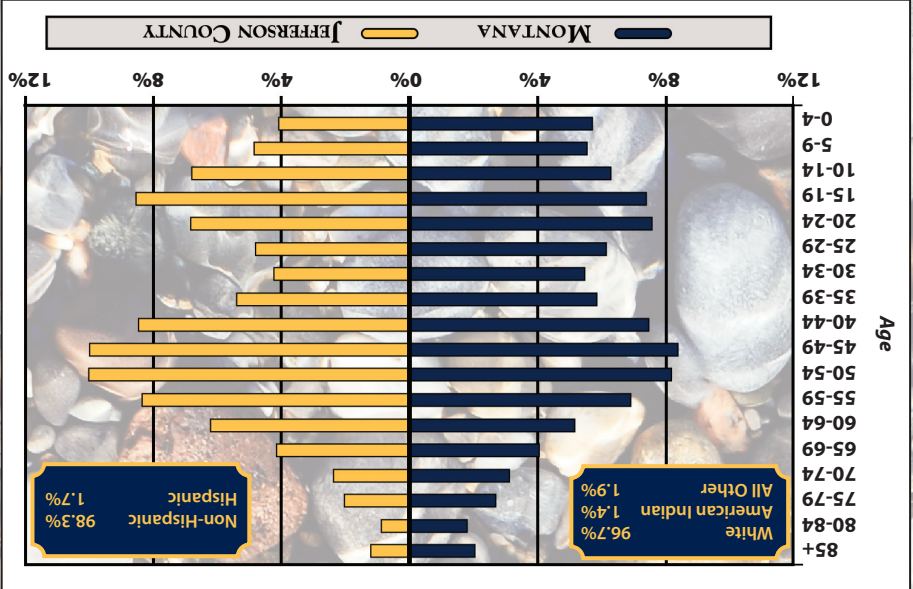 85+
80-84
75-79
70-74
65-69
60-64
55-59
50-54
45-49
40-44
35-39
30-34
25-29
20-24
15-19
10-14
5-9
0-4
Age
White 96.7%
American Indian 1.4%
All Other 1.9%
Non-Hispanic 98.3%
Hispanic 1.7%
12% 8% 4% 0% 4% 8% 12%
MONTANA JEFFERSON COUNTY